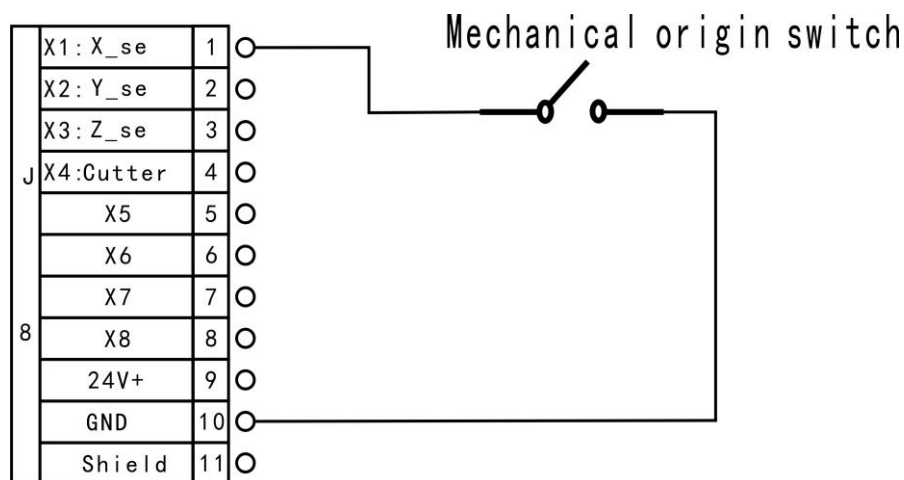 Mechanical origin switch
X1:X_se 1
X2:Y_se 2
X3:Z_se 3
J X4:Cutter 4
X5 5
X6 6
X7 7
8 X8 8
24V+ 9
GND 10
Shield 11